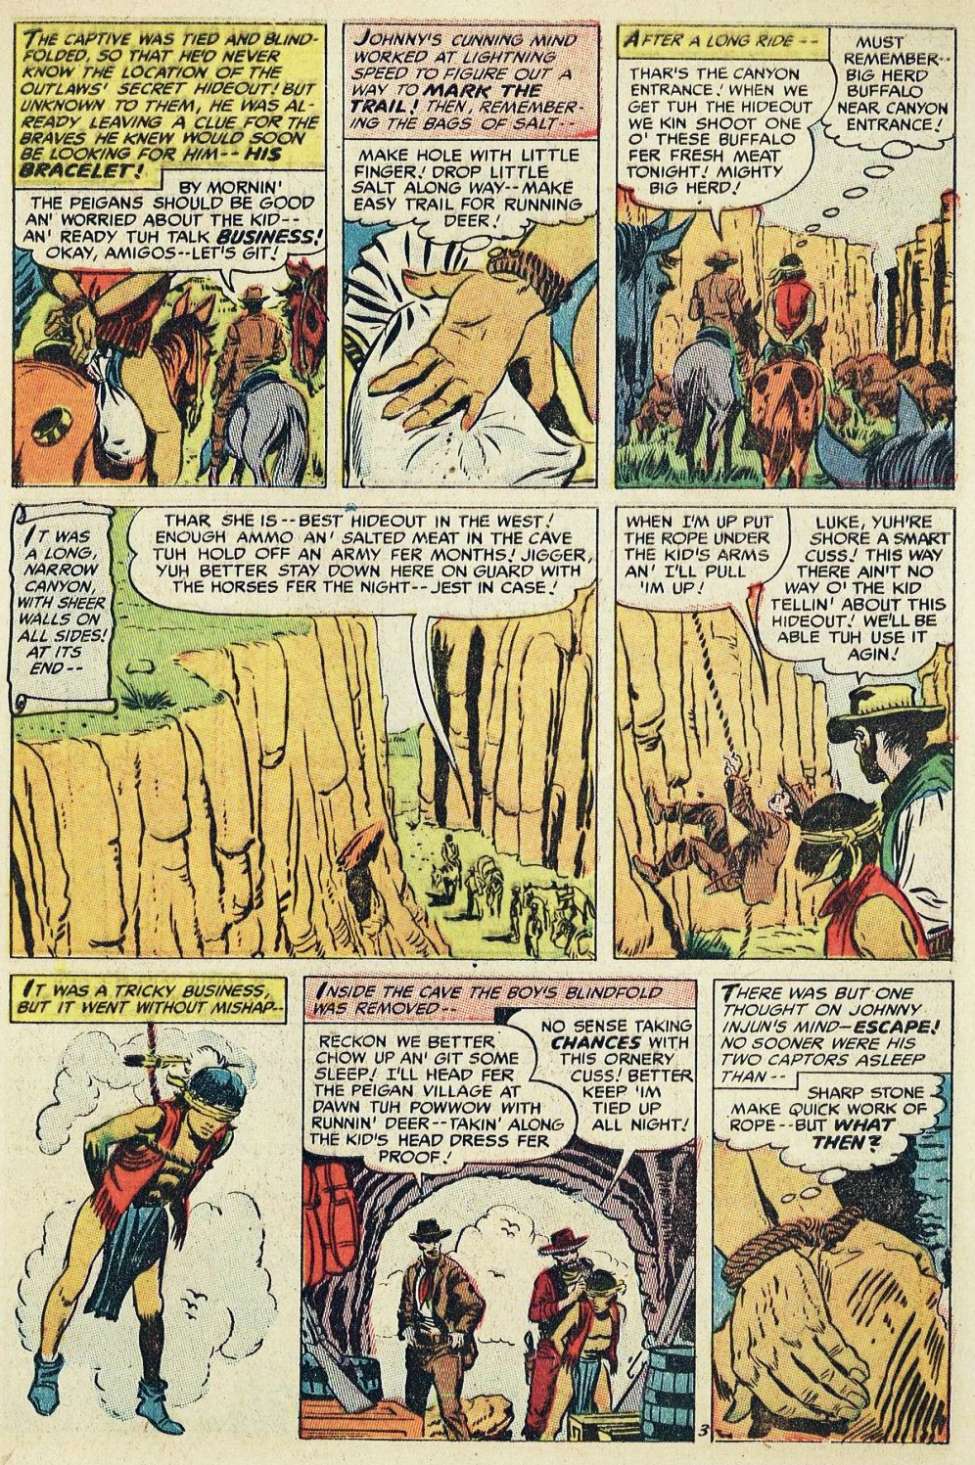 THE CAPTIVE WAS TIED AND BLIND-
FOLDED, SO THAT HE'D NEVER
KNOW THE LOCATION OF THE
OUTLAWS' SECRET HIDEOUT! BUT
UNKNOWN TO THEM, HE WAS AL-
READY LEAVING A CLUE FOR THE
BRAVES HE KNEW WOULD SOON
BE LOOKING FOR HIM-- HIS
BRACELET!
BY MORNIN'
THE PEIGANS SHOULD BE GOOD
AN' WORRIED ABOUT THE KID--
AN' READY TUH TALK BUSINESS!
OKAY, AMIGOS--LET'S GIT!
JOHNNY'S CUNNING MIND
WORKED AT LIGHTNING
SPEED TO FIGURE OUT A
WAY TO MARK THE
TRAIL! THEN, REMEMBER-
ING THE BAGS OF SALT--
MAKE HOLE WITH LITTLE
FINGER! DROP LITTLE
SALT ALONG WAY--MAKE
EASY TRAIL FOR RUNNING
DEER!
AFTER A LONG RIDE --
THAR'S THE CANYON
ENTRANCE! WHEN WE
GET TUH THE HIDEOUT
WE KIN SHOOT ONE
O' THESE BUFFALO
FER FRESH MEAT
TONIGHT! MIGHTY
BIG HERD!
MUST
REMEMBER--
BIG HERD
BUFFALO
NEAR CANYON
ENTRANCE!
IT WAS
A LONG,
NARROW
CANYON,
WITH SHEER
WALLS ON
ALL SIDES!
AT ITS
END--
THAR SHE IS--BEST HIDEOUT IN THE WEST!
ENOUGH AMMO AN' SALTED MEAT IN THE CAVE
TUH HOLD OFF AN ARMY FER MONTHS! JIGGER,
YUH BETTER STAY DOWN HERE ON GUARD WITH
THE HORSES FER THE NIGHT--JEST IN CASE!
WHEN I'M UP PUT
THE ROPE UNDER
THE KID'S ARMS
AN' I'LL PULL
'IM UP!
LUKE, YUH'RE
SHORE A SMART
CUSS! THIS WAY
THERE AIN'T NO
WAY O' THE KID
TELLIN' ABOUT THIS
HIDEOUT! WE'LL BE
ABLE TUH USE IT
AGIN!
IT WAS A TRICKY BUSINESS,
BUT IT WENT WITHOUT MISHAP--
INSIDE THE CAVE THE BOY'S BLINDFOLD
WAS REMOVED--
RECKON WE BETTER
CHOW UP AN' GIT SOME
SLEEP! I'LL HEAD FER
THE PEIGAN VILLAGE AT
DAWN TUH POWWOW WITH
RUNNIN' DEER--TAKIN' ALONG
THE KID'S HEAD DRESS FER
PROOF!
NO SENSE TAKING
CHANCES WITH
THIS ORNERY
CUSS! BETTER
KEEP 'IM
TIED UP
ALL NIGHT!
THERE WAS BUT ONE
THOUGHT ON JOHNNY
INJUN'S MIND--ESCAPE!
NO SOONER WERE HIS
TWO CAPTORS ASLEEP
THAN --
SHARP STONE
MAKE QUICK WORK OF
ROPE--BUT WHAT
THEN?
3